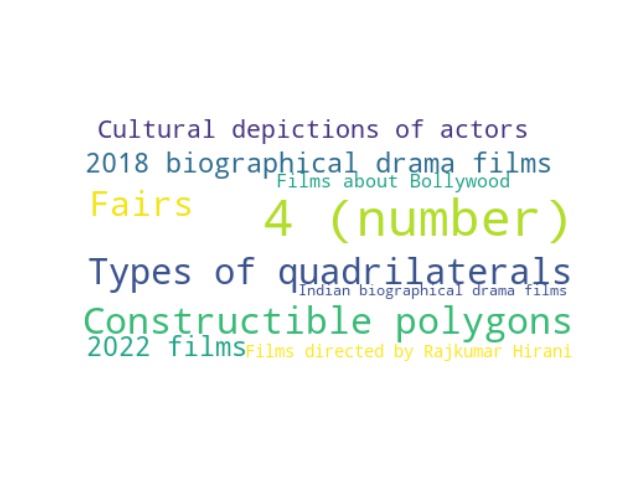 Cultural depictions of actors
2018 biographical drama films
Films about Bollywood
Fairs
4 (number)
Types of quadrilaterals
Indian biographical drama films
Constructible polygons
2022 films
Films directed by Rajkumar Hirani